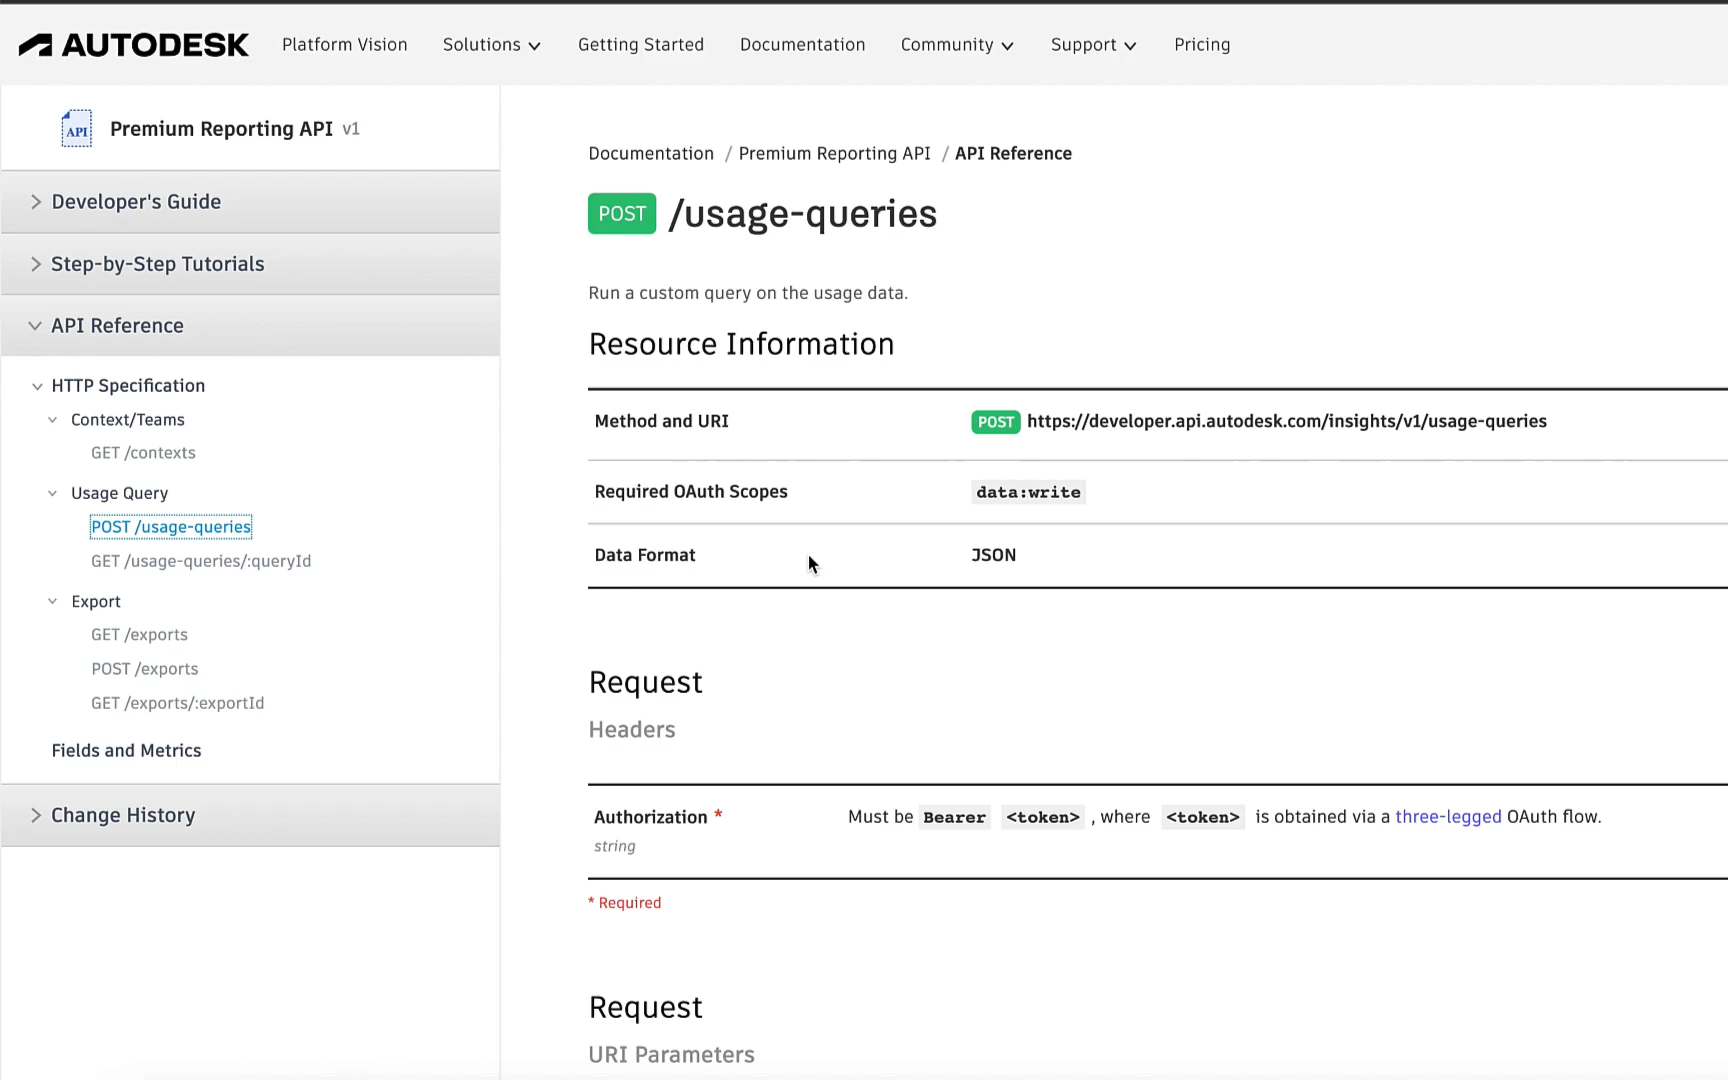 AUTODESK Platform Vision Solutions Getting Started Documentation Community Support Pricing
API Premium Reporting API v1
Developer's Guide
Step-by-Step Tutorials
API Reference
HTTP Specification
Context/Teams
GET /contexts
Usage Query
POST /usage-queries
GET /usage-queries/:queryId
Export
GET /exports
POST /exports
GET /exports/:exportId
Fields and Metrics
Change History
Documentation / Premium Reporting API / API Reference
POST /usage-queries
Run a custom query on the usage data.
Resource Information
Method and URI POST https://developer.api.autodesk.com/insights/v1/usage-queries
Required OAuth Scopes data:write
Data Format JSON
Request
Headers
Authorization * Must be Bearer <token> , where <token> is obtained via a three-legged OAuth flow.
string
* Required
Request
URI Parameters